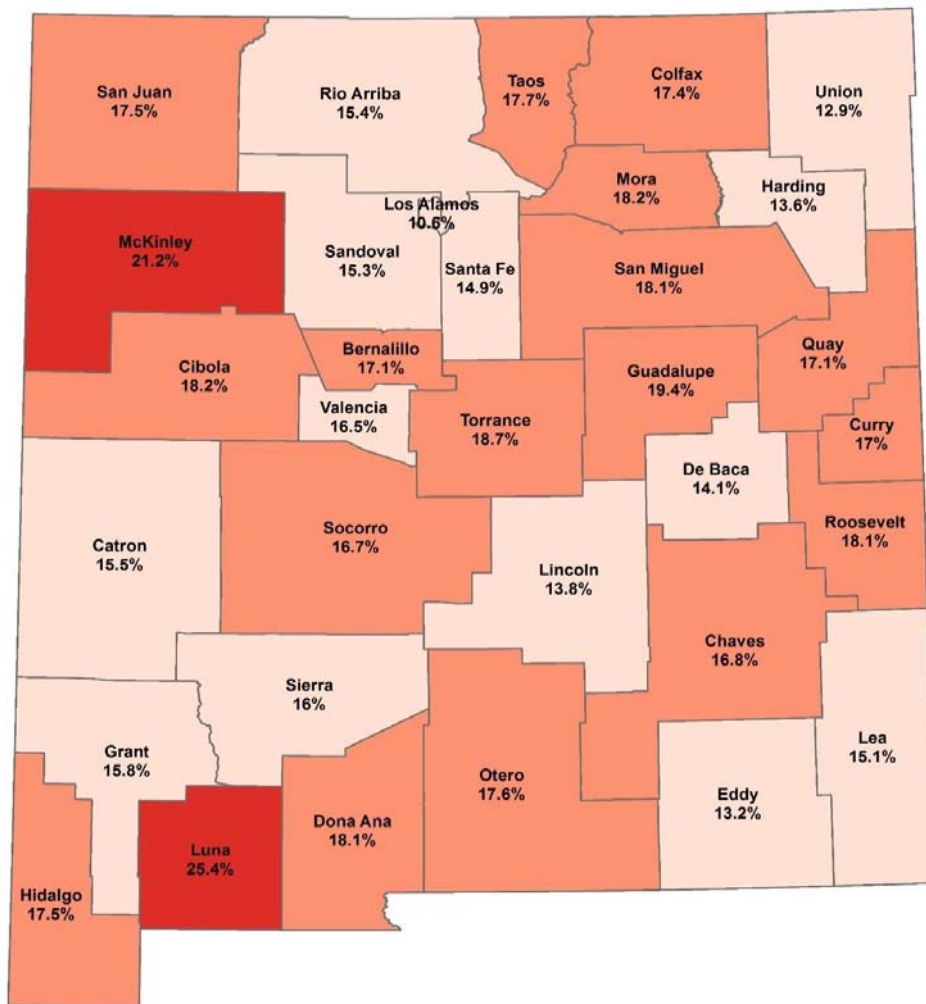 San Juan
17.5%
Rio Arriba
15.4%
Taos
17.7%
Colfax
17.4%
Union
12.9%
Mora
18.2%
Harding
13.6%
Los Alamos
10.6%
McKinley
21.2%
Sandoval
15.3%
Santa Fe
14.9%
San Miguel
18.1%
Cibola
18.2%
Bernalillo
17.1%
Quay
17.1%
Guadalupe
19.4%
Valencia
16.5%
Torrance
18.7%
Curry
17%
De Baca
14.1%
Roosevelt
18.1%
Socorro
16.7%
Catron
15.5%
Lincoln
13.8%
Chaves
16.8%
Sierra
16%
Grant
15.8%
Lea
15.1%
Otero
17.6%
Eddy
13.2%
Dona Ana
18.1%
Luna
25.4%
Hidalgo
17.5%